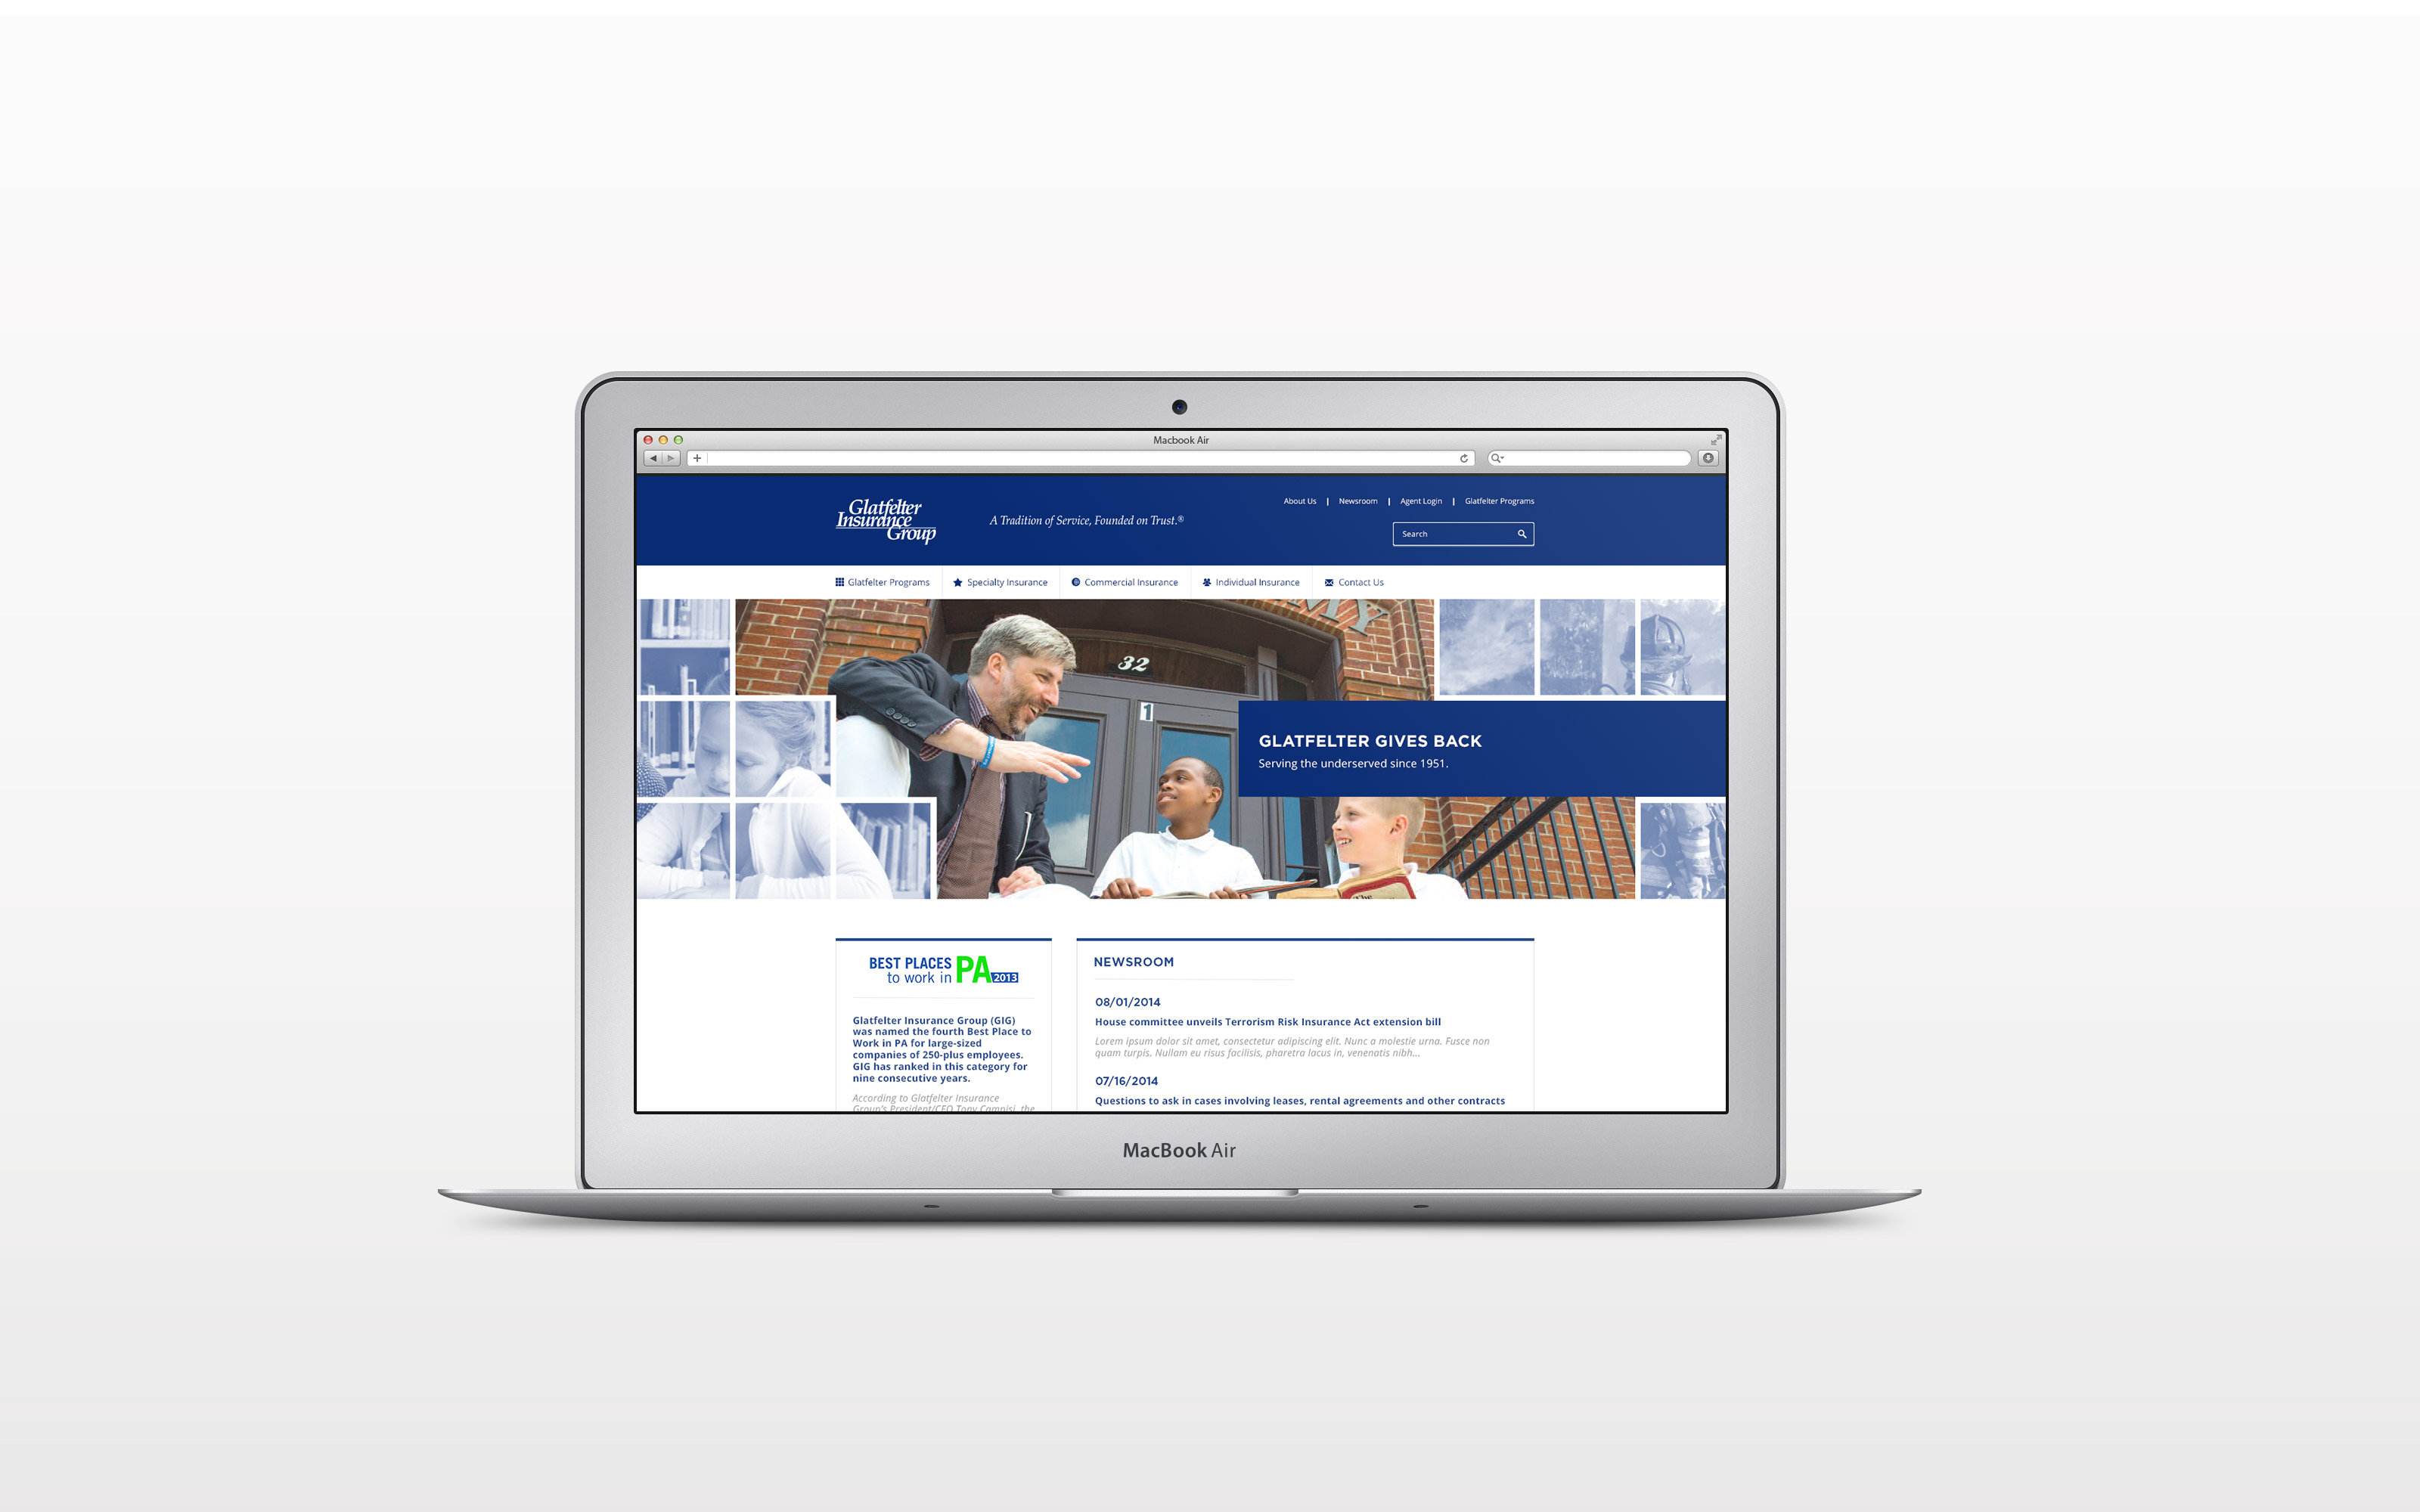 Macbook Air
Glatfelter
Insurance
Group
A Tradition of Service, Founded on Trust.®
About Us | Newsroom | Agent Login | Glatfelter Programs
Search
Glatfelter Programs
Specialty Insurance
Commercial Insurance
Individual Insurance
Contact Us
MY
32
1
GLATFELTER GIVES BACK
Serving the underserved since 1951.
The
BEST PLACES
to work in PA 2013
Glatfelter Insurance Group (GIG)
was named the fourth Best Place to
Work in PA for large-sized
companies of 250-plus employees.
GIG has ranked in this category for
nine consecutive years.
According to Glatfelter Insurance
Group's President/CEO Tony Campisi, the
NEWSROOM
08/01/2014
House committee unveils Terrorism Risk Insurance Act extension bill
Lorem ipsum dolor sit amet, consectetur adipiscing elit. Nunc a molestie urna. Fusce non
quam turpis. Nullam eu risus facilisis, pharetra lacus in, venenatis nibh...
07/16/2014
Questions to ask in cases involving leases, rental agreements and other contracts
MacBook Air